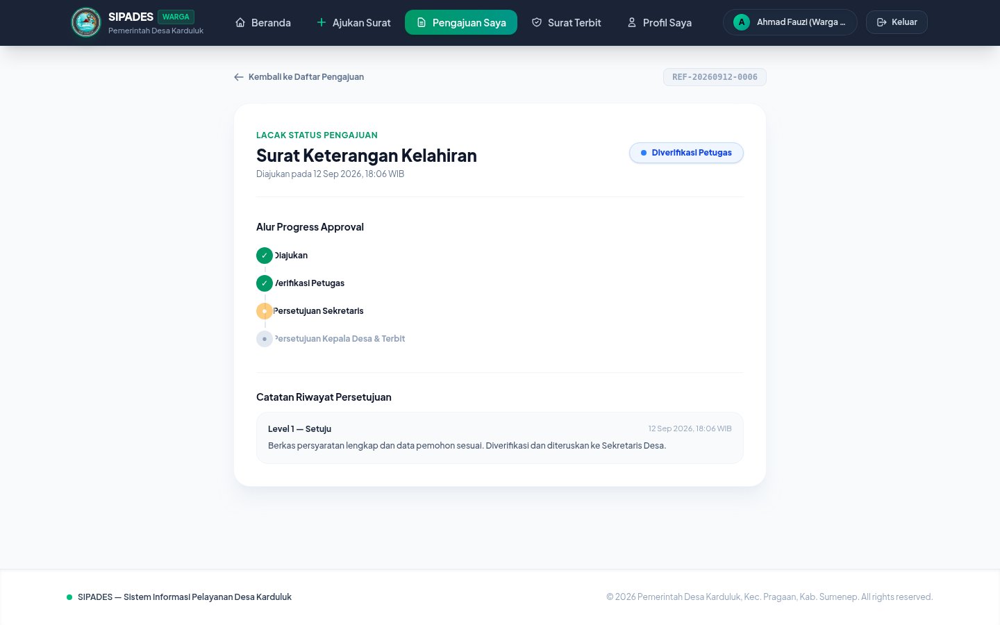 SIPADES WARGA
Pemerintah Desa Karduluk
Beranda
Ajukan Surat
Pengajuan Saya
Surat Terbit
Profil Saya
A Ahmad Fauzi (Warga ...
Keluar
Kembali ke Daftar Pengajuan
REF-20260912-0006
LACAK STATUS PENGAJUAN
Surat Keterangan Kelahiran
Diajukan pada 12 Sep 2026, 18:06 WIB
Diverifikasi Petugas
Alur Progress Approval
✓ Diajukan
✓ Verifikasi Petugas
Persetujuan Sekretaris
Persetujuan Kepala Desa & Terbit
Catatan Riwayat Persetujuan
Level 1 — Setuju
12 Sep 2026, 18:06 WIB
Berkas persyaratan lengkap dan data pemohon sesuai. Diverifikasi dan diteruskan ke Sekretaris Desa.
SIPADES — Sistem Informasi Pelayanan Desa Karduluk
© 2026 Pemerintah Desa Karduluk, Kec. Pragaan, Kab. Sumenep. All rights reserved.